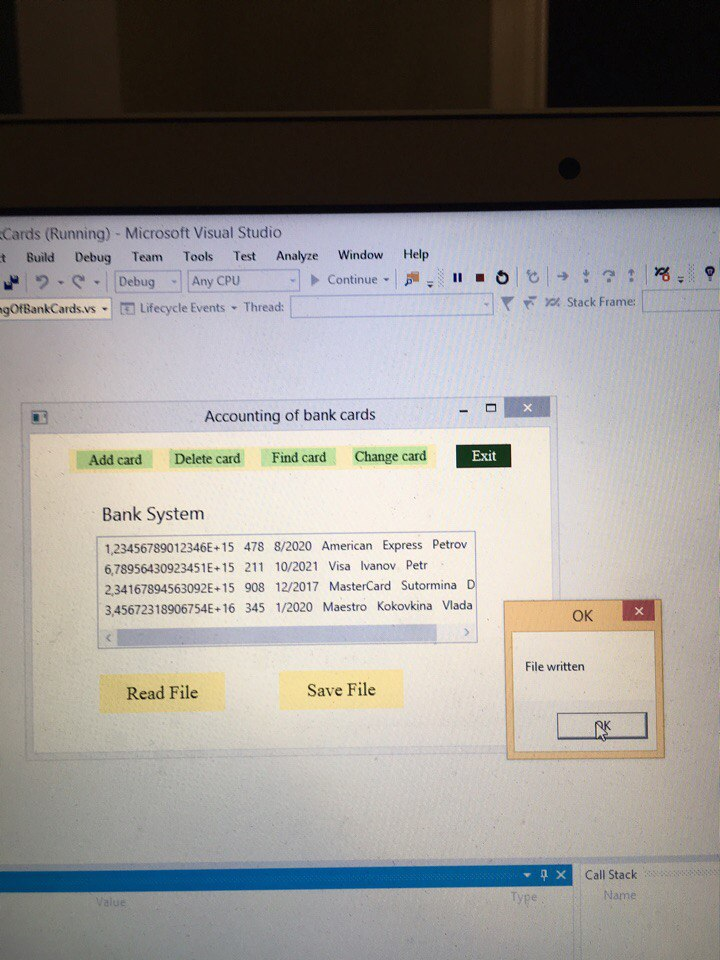 Cards (Running) - Microsoft Visual Studio
Build Debug Team Tools Test Analyze Window Help
Debug Any CPU Continue
gOfBankCards.vs Lifecycle Events Thread: Stack Frame:
Accounting of bank cards
Add card Delete card Find card Change card Exit
Bank System
1,23456789012346E+15 478 8/2020 American Express Petrov
6,78956430923451E+15 211 10/2021 Visa Ivanov Petr
2,34167894563092E+15 908 12/2017 MasterCard Sutormina D
3,45672318906754E+16 345 1/2020 Maestro Kokovkina Vlada
Read File Save File
OK
File written
OK
Call Stack
Value Type Name